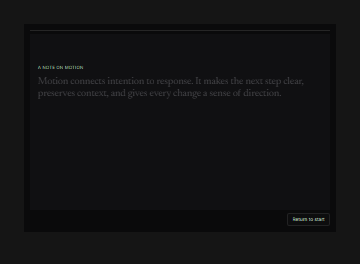 A NOTE ON MOTION
Motion connects intention to response. It makes the next step clear,
preserves context, and gives every change a sense of direction.
Return to start